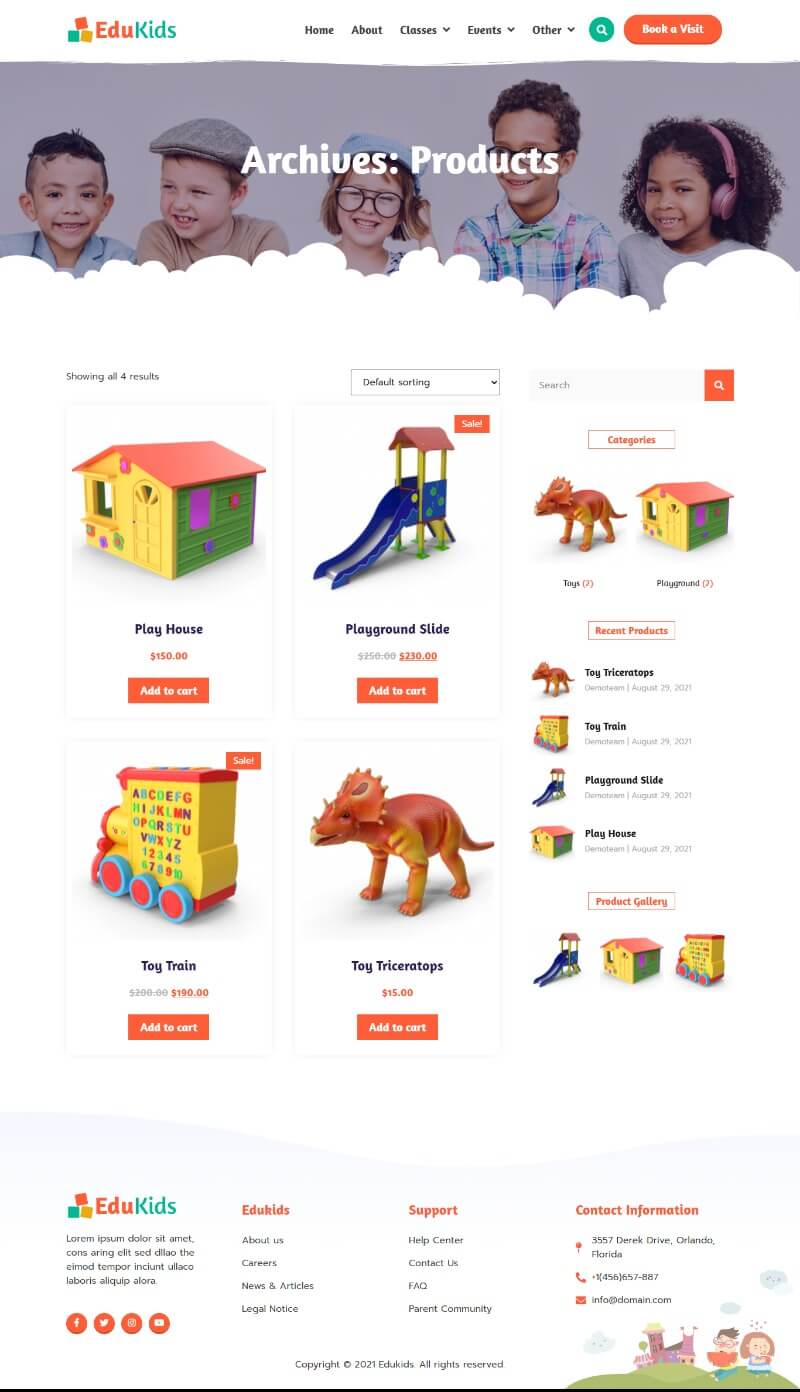 EduKids
Home About Classes Events Other Book a Visit
Archives: Products
Showing all 4 results
Default sorting
Play House
$150.00
Add to cart
Sale!
Playground Slide
$250.00 $230.00
Add to cart
Sale!
ABCDEFG
HIJKLMN
OPQRSTU
VWXYZ
12345
678910
Toy Train
$200.00 $190.00
Add to cart
Toy Triceratops
$15.00
Add to cart
Search
Categories
Toys (2)
Playground (2)
Recent Products
Toy Triceratops
Demoteam | August 29, 2021
Toy Train
Demoteam | August 29, 2021
Playground Slide
Demoteam | August 29, 2021
Play House
Demoteam | August 29, 2021
Product Gallery
EduKids
Lorem ipsum dolor sit amet,
cons aring elit sed dllao the
eimod tempor inciunt ullaco
laboris aliquip alora.
Edukids
About us
Careers
News & Articles
Legal Notice
Support
Help Center
Contact Us
FAQ
Parent Community
Contact Information
3557 Derek Drive, Orlando,
Florida
+1(456)657-887
info@domain.com
Copyright © 2021 Edukids. All rights reserved.